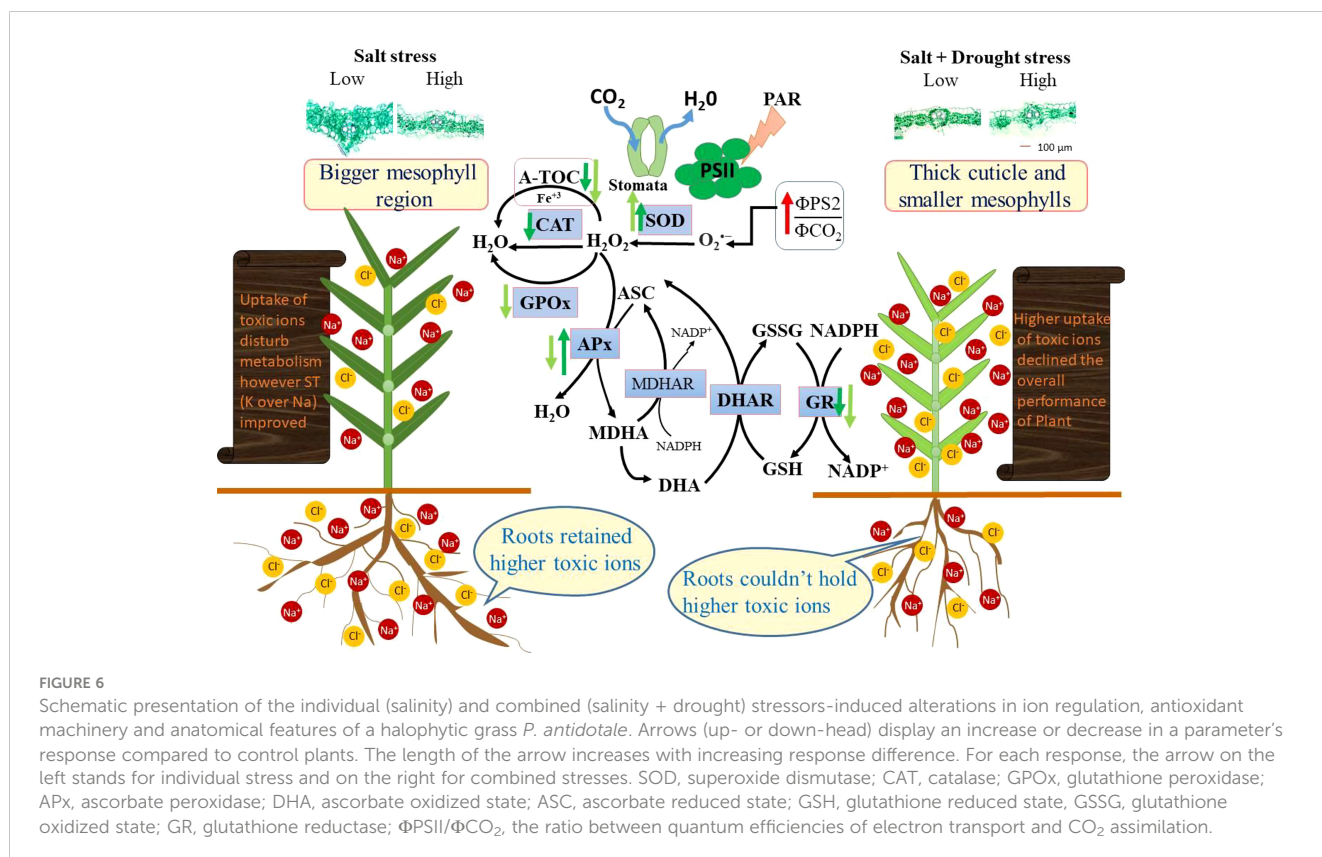 Salt stress
Low High
Bigger mesophyll
region
CO₂
H₂0
PAR
PSII
Stomata
Salt + Drought stress
Low High
100 µm
Thick cuticle and
smaller mesophylls
A-TOC
Fe⁺³
CAT
SOD
H₂O
H₂O₂
O₂•−
ΦPS2
ΦCO₂
GPOx
ASC
APx
NADP⁺
MDHAR
NADPH
H₂O
MDHA
DHA
DHAR
GSSG NADPH
GR
GSH NADP⁺
Uptake of
toxic ions
disturb
metabolism
however ST
(K over Na)
improved
Na⁺
Cl⁻
Higher uptake
of toxic ions
declined the
overall
performance
of Plant
Roots retained
higher toxic ions
Roots couldn't hold
higher toxic ions
FIGURE 6
Schematic presentation of the individual (salinity) and combined (salinity + drought) stressors-induced alterations in ion regulation, antioxidant
machinery and anatomical features of a halophytic grass P. antidotale. Arrows (up- or down-head) display an increase or decrease in a parameter's
response compared to control plants. The length of the arrow increases with increasing response difference. For each response, the arrow on the
left stands for individual stress and on the right for combined stresses. SOD, superoxide dismutase; CAT, catalase; GPOx, glutathione peroxidase;
APx, ascorbate peroxidase; DHA, ascorbate oxidized state; ASC, ascorbate reduced state; GSH, glutathione reduced state, GSSG, glutathione
oxidized state; GR, glutathione reductase; ΦPSII/ΦCO₂, the ratio between quantum efficiencies of electron transport and CO₂ assimilation.